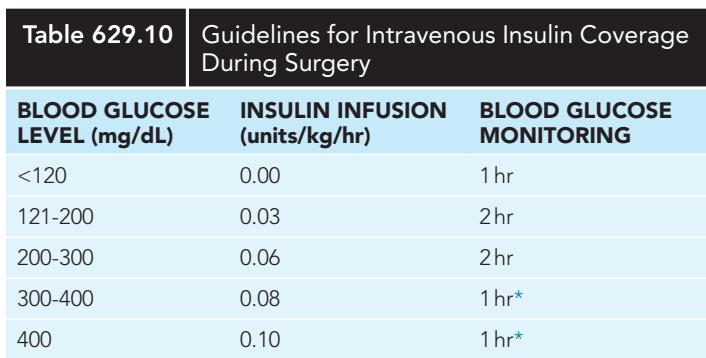 Table 629.10 Guidelines for Intravenous Insulin Coverage
During Surgery
BLOOD GLUCOSE INSULIN INFUSION BLOOD GLUCOSE
LEVEL (mg/dL) (units/kg/hr) MONITORING
<120 0.00 1 hr
121-200 0.03 2 hr
200-300 0.06 2 hr
300-400 0.08 1 hr*
400 0.10 1 hr*